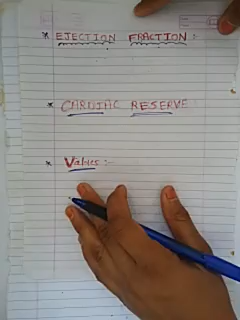 * EJECTION FRACTION :-
* CARDIAC RESERVE
* Values :-